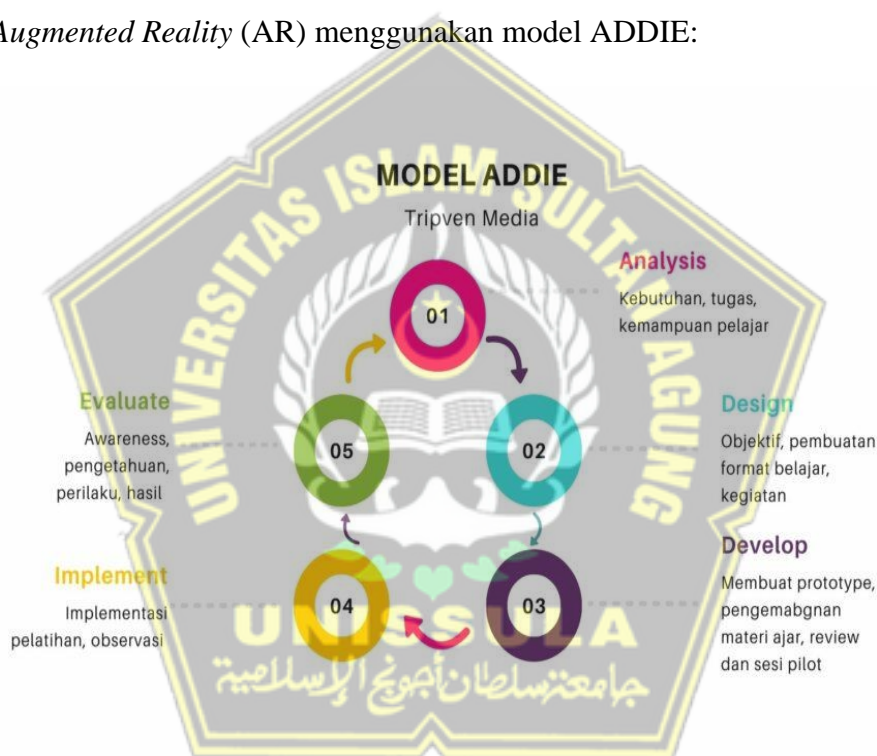 Augmented Reality (AR) menggunakan model ADDIE:
MODEL ADDIE
Tripven Media
01
Analysis
Kebutuhan, tugas,
kemampuan pelajar
02
Design
Objektif, pembuatan
format belajar,
kegiatan
03
Develop
Membuat prototype,
pengemabgnan
materi ajar, review
dan sesi pilot
04
Implement
Implementasi
pelatihan, observasi
05
Evaluate
Awareness,
pengetahuan,
perilaku, hasil
UNIVERSITAS ISLAM SULTAN AGUNG
UNISSULA
جامعتسلطان أجونج الإسلامية